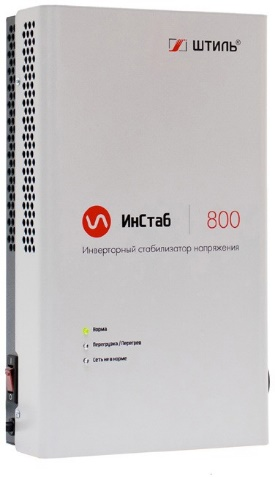 ШТИЛЬ®
ИнСтаб 800
Инверторный стабилизатор напряжения
Норма
Перегрузка/Перегрев
Сеть не в норме